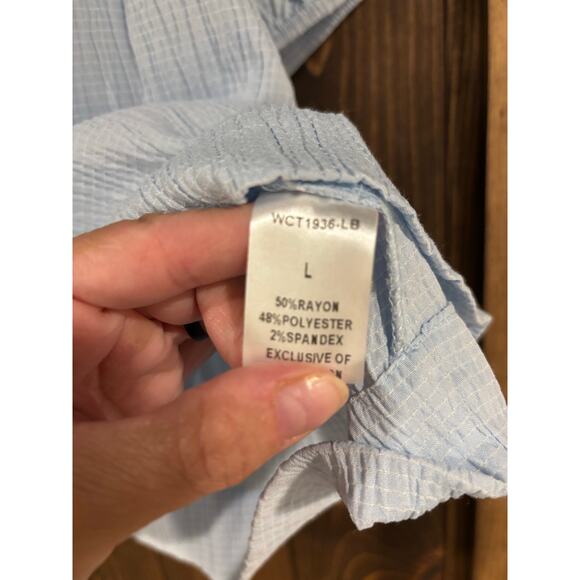 WCT1936-LB
L
50%RAYON
48%POLYESTER
2%SPANDEX
EXCLUSIVE OF